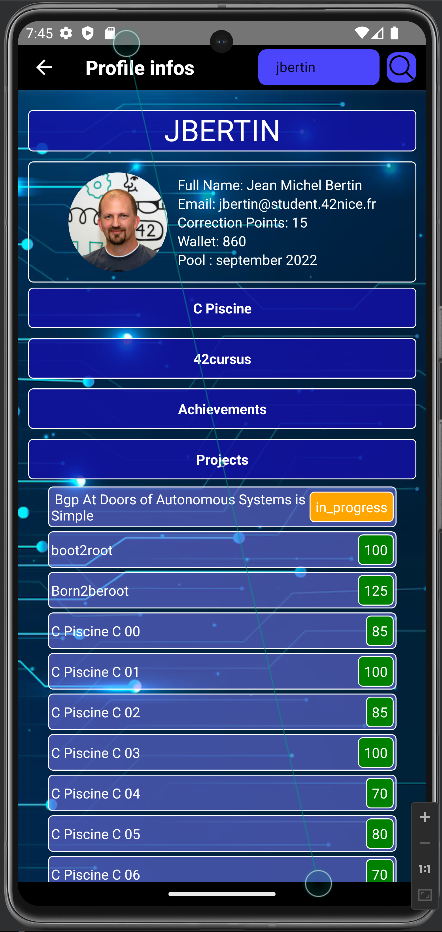 7:45
Profile infos
jbertin
JBERTIN
42
Full Name: Jean Michel Bertin
Email: jbertin@student.42nice.fr
Correction Points: 15
Wallet: 860
Pool : september 2022
C Piscine
42cursus
Achievements
Projects
Bgp At Doors of Autonomous Systems is
Simple
in_progress
boot2root 100
Born2beroot 125
C Piscine C 00 85
C Piscine C 01 100
C Piscine C 02 85
C Piscine C 03 100
C Piscine C 04 70
C Piscine C 05 80
C Piscine C 06 70
1:1